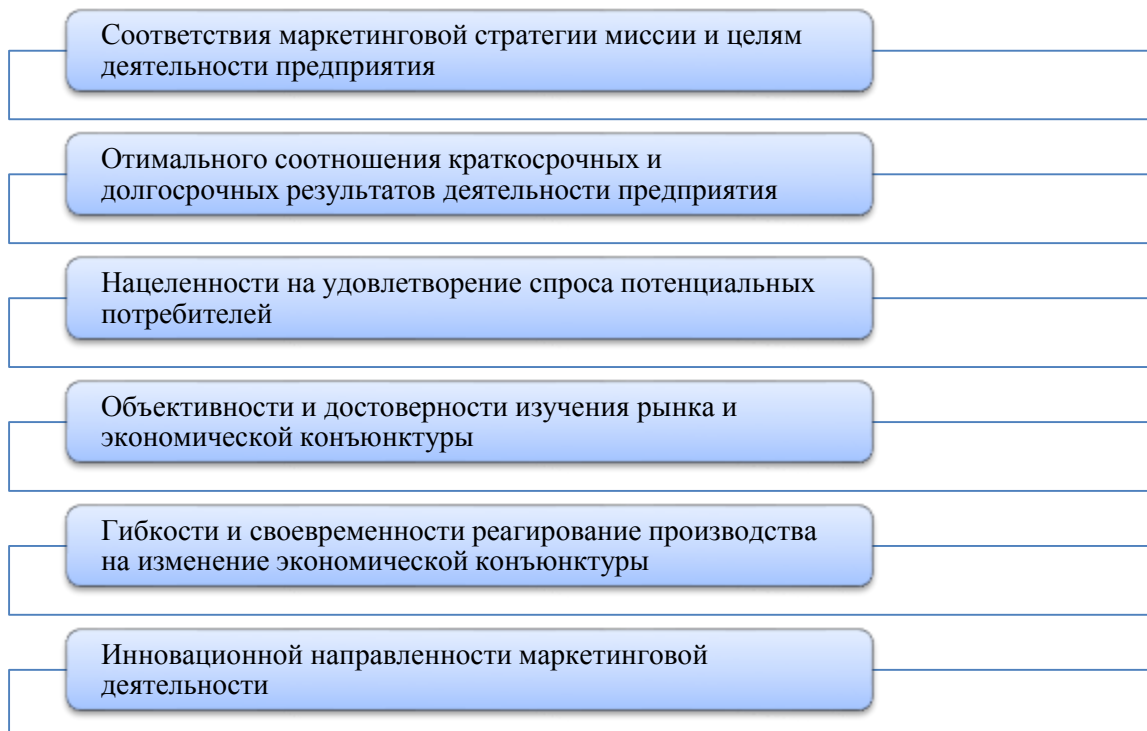 Соответствия маркетинговой стратегии миссии и целям
деятельности предприятия
Отимального соотношения краткосрочных и
долгосрочных результатов деятельности предприятия
Нацеленности на удовлетворение спроса потенциальных
потребителей
Объективности и достоверности изучения рынка и
экономической конъюнктуры
Гибкости и своевременности реагирование производства
на изменение экономической конъюнктуры
Инновационной направленности маркетинговой
деятельности